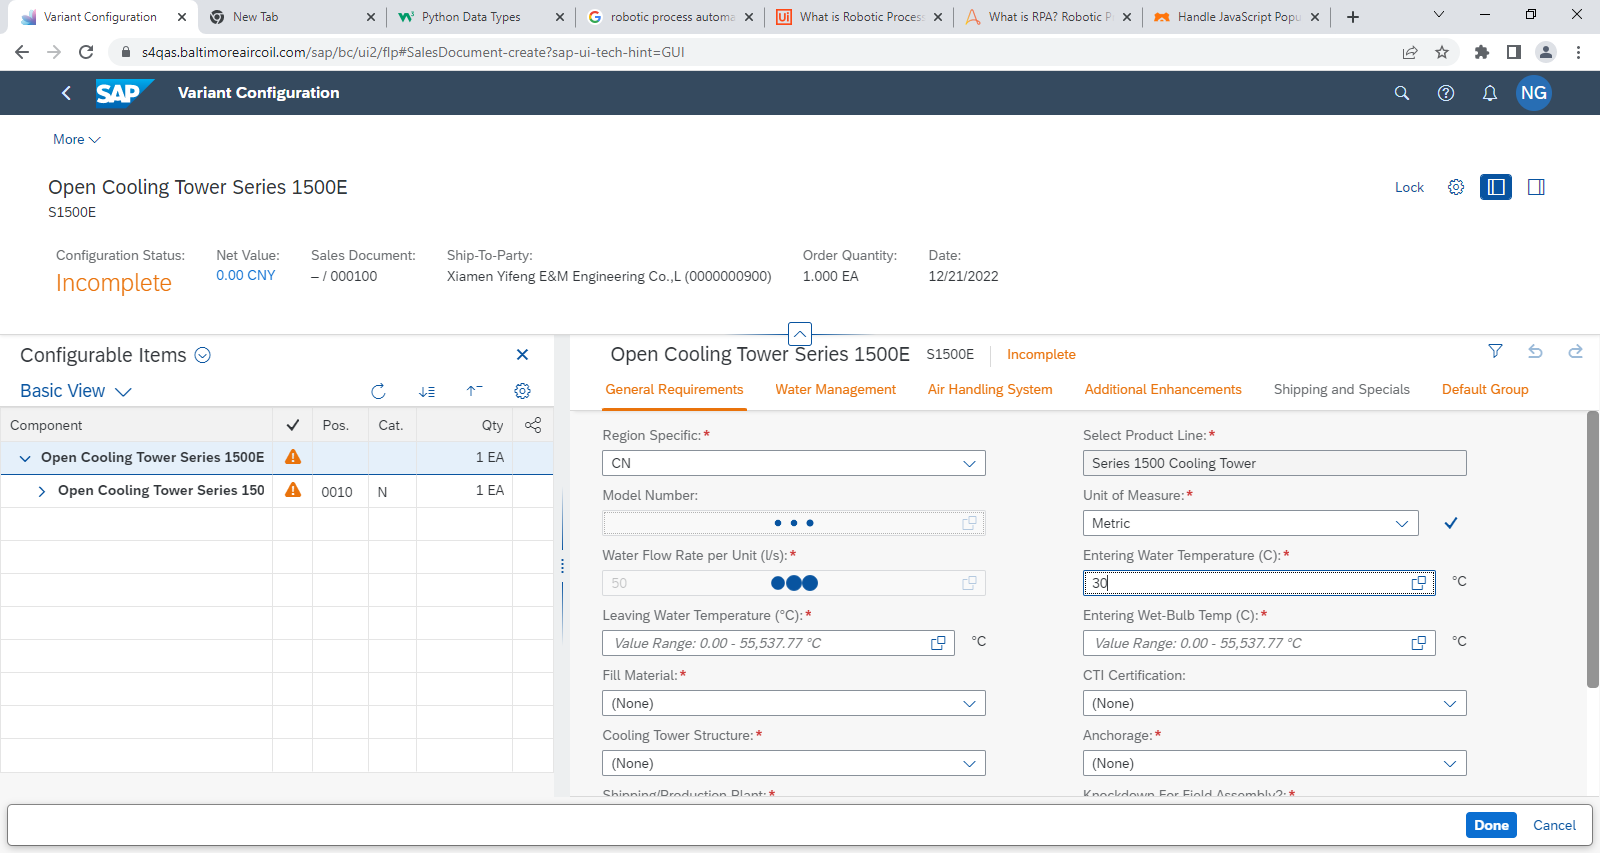 Variant Configuration
New Tab
Python Data Types
robotic process automa
What is Robotic Proces
What is RPA? Robotic P
Handle JavaScript Popu
s4qas.baltimoreaircoil.com/sap/bc/ui2/flp#SalesDocument-create?sap-ui-tech-hint=GUI
SAP
Variant Configuration
NG
More
Open Cooling Tower Series 1500E
S1500E
Lock
Configuration Status:
Incomplete
Net Value:
0.00 CNY
Sales Document:
– / 000100
Ship-To-Party:
Xiamen Yifeng E&M Engineering Co.,L (0000000900)
Order Quantity:
1.000 EA
Date:
12/21/2022
Configurable Items
Basic View
Component Pos. Cat. Qty
Open Cooling Tower Series 1500E 1 EA
Open Cooling Tower Series 150 0010 N 1 EA
Open Cooling Tower Series 1500E S1500E Incomplete
General Requirements Water Management Air Handling System Additional Enhancements Shipping and Specials Default Group
Region Specific:*
CN
Select Product Line:*
Series 1500 Cooling Tower
Model Number:
Unit of Measure:*
Metric
Water Flow Rate per Unit (l/s):*
50
Entering Water Temperature (C):*
30
°C
Leaving Water Temperature (°C):*
Value Range: 0.00 - 55,537.77 °C
°C
Entering Wet-Bulb Temp (C):*
Value Range: 0.00 - 55,537.77 °C
°C
Fill Material:*
(None)
CTI Certification:
(None)
Cooling Tower Structure:*
(None)
Anchorage:*
(None)
Shipping/Production Plant:*
Knockdown For Field Assembly?:*
Done
Cancel